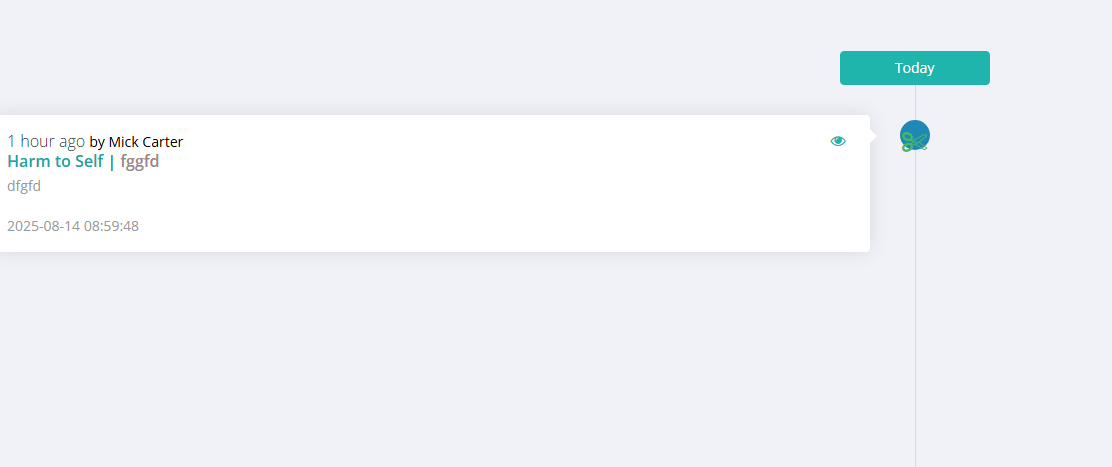 Today
1 hour ago by Mick Carter
Harm to Self | fggfd
dfgfd
2025-08-14 08:59:48